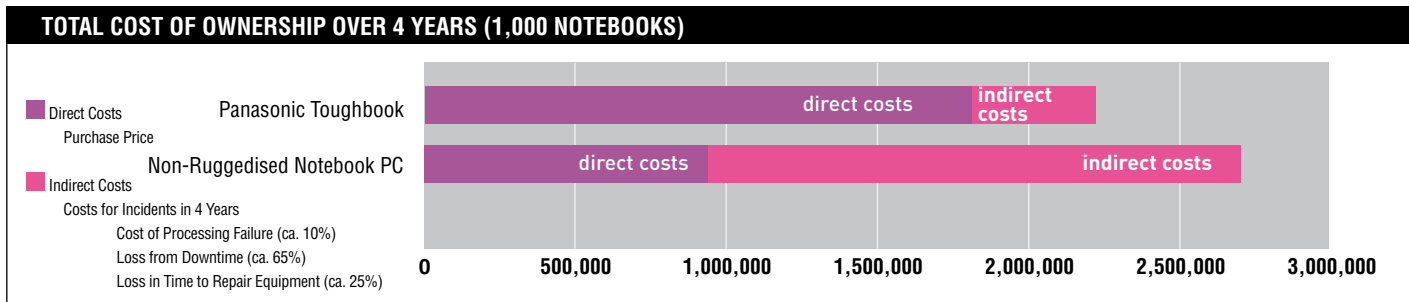 TOTAL COST OF OWNERSHIP OVER 4 YEARS (1,000 NOTEBOOKS)
Direct Costs
Purchase Price
Indirect Costs
Costs for Incidents in 4 Years
Cost of Processing Failure (ca. 10%)
Loss from Downtime (ca. 65%)
Loss in Time to Repair Equipment (ca. 25%)
Panasonic Toughbook
direct costs
indirect
costs
Non-Ruggedised Notebook PC
direct costs
indirect costs
0
500,000
1,000,000
1,500,000
2,000,000
2,500,000
3,000,000